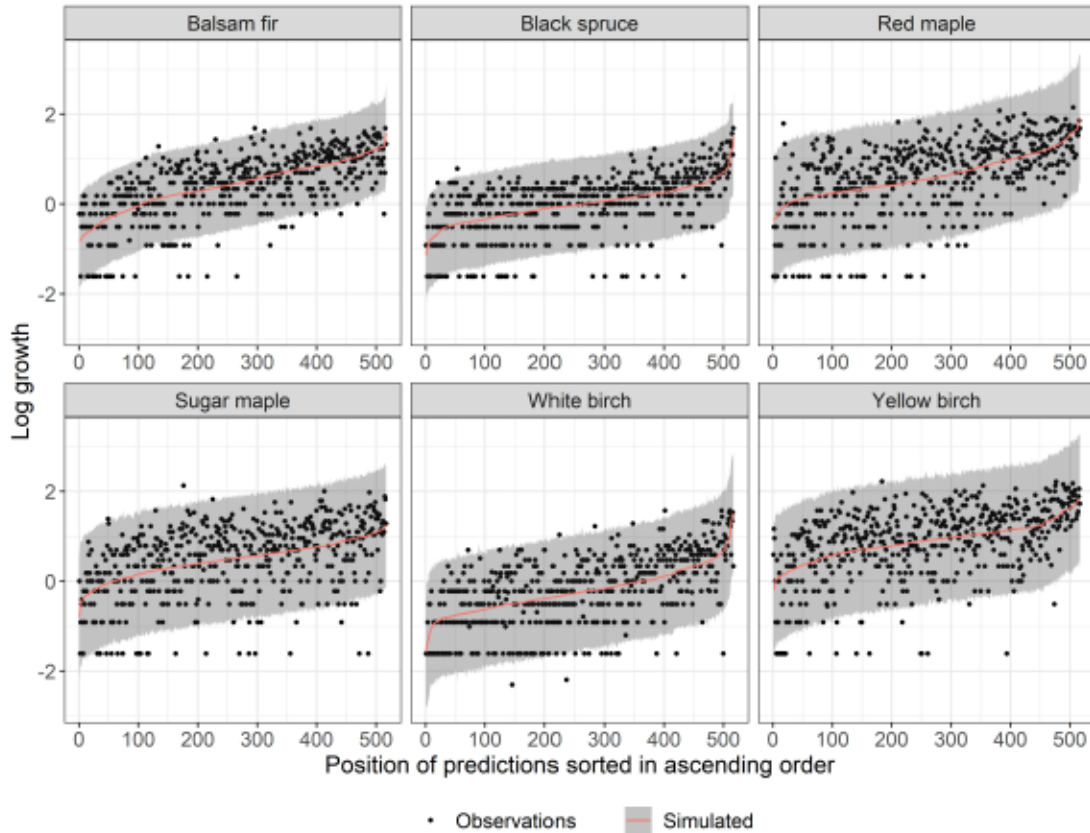 Balsam fir Black spruce Red maple
2
0
-2
0 100 200 300 400 500 0 100 200 300 400 500 0 100 200 300 400 500
Log growth
Sugar maple White birch Yellow birch
2
0
-2
0 100 200 300 400 500 0 100 200 300 400 500 0 100 200 300 400 500
Position of predictions sorted in ascending order
Observations Simulated